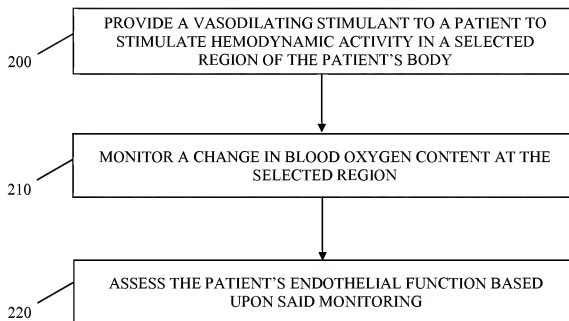 PROVIDE A VASODILATING STIMULANT TO A PATIENT TO
STIMULATE HEMODYNAMIC ACTIVITY IN A SELECTED
REGION OF THE PATIENT'S BODY
200
MONITOR A CHANGE IN BLOOD OXYGEN CONTENT AT THE
SELECTED REGION
210
ASSESS THE PATIENT'S ENDOTHELIAL FUNCTION BASED
UPON SAID MONITORING
220